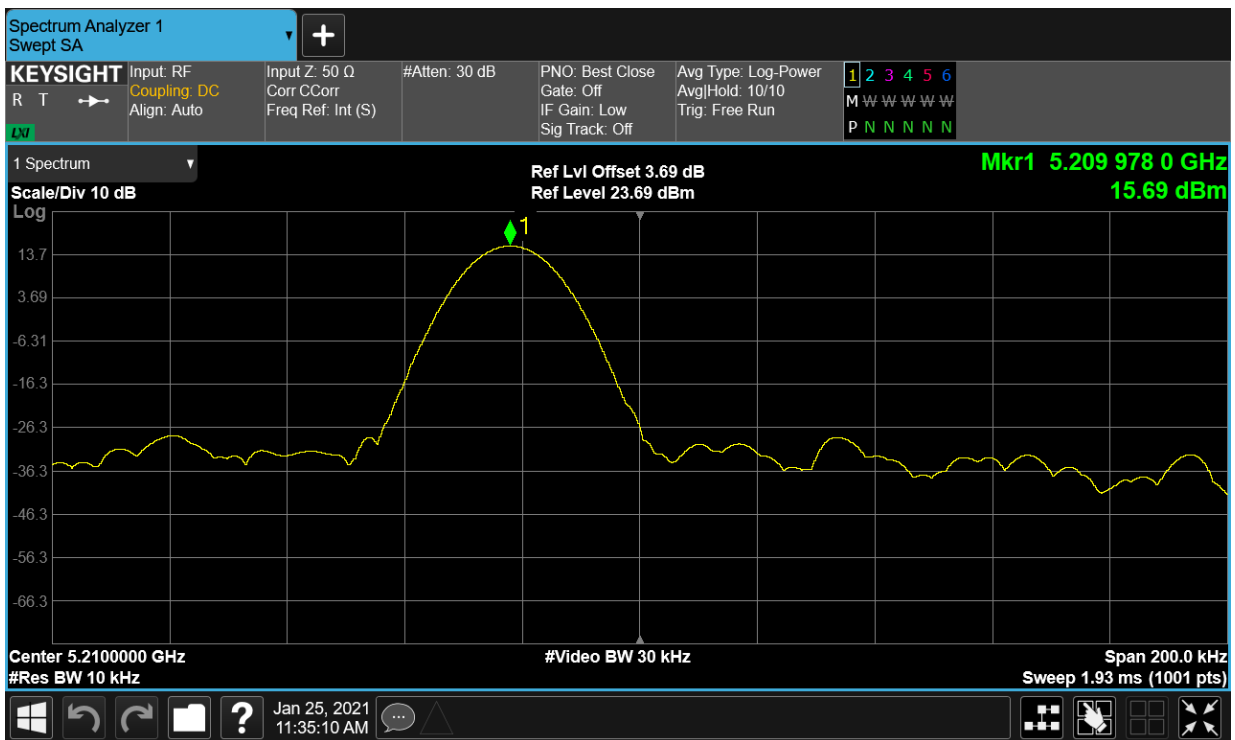 Spectrum Analyzer 1
Swept SA
KEYSIGHT
R T
LXI
Input: RF
Coupling: DC
Align: Auto
Input Z: 50 Ω
Corr CCorr
Freq Ref: Int (S)
#Atten: 30 dB
PNO: Best Close
Gate: Off
IF Gain: Low
Sig Track: Off
Avg Type: Log-Power
Avg|Hold: 10/10
Trig: Free Run
1 2 3 4 5 6
M W W W W W
P N N N N N
1 Spectrum
Scale/Div 10 dB
Log
Ref Lvl Offset 3.69 dB
Ref Level 23.69 dBm
Mkr1 5.209 978 0 GHz
15.69 dBm
1
13.7
3.69
-6.31
-16.3
-26.3
-36.3
-46.3
-56.3
-66.3
Center 5.2100000 GHz
#Res BW 10 kHz
#Video BW 30 kHz
Span 200.0 kHz
Sweep 1.93 ms (1001 pts)
?
Jan 25, 2021
11:35:10 AM